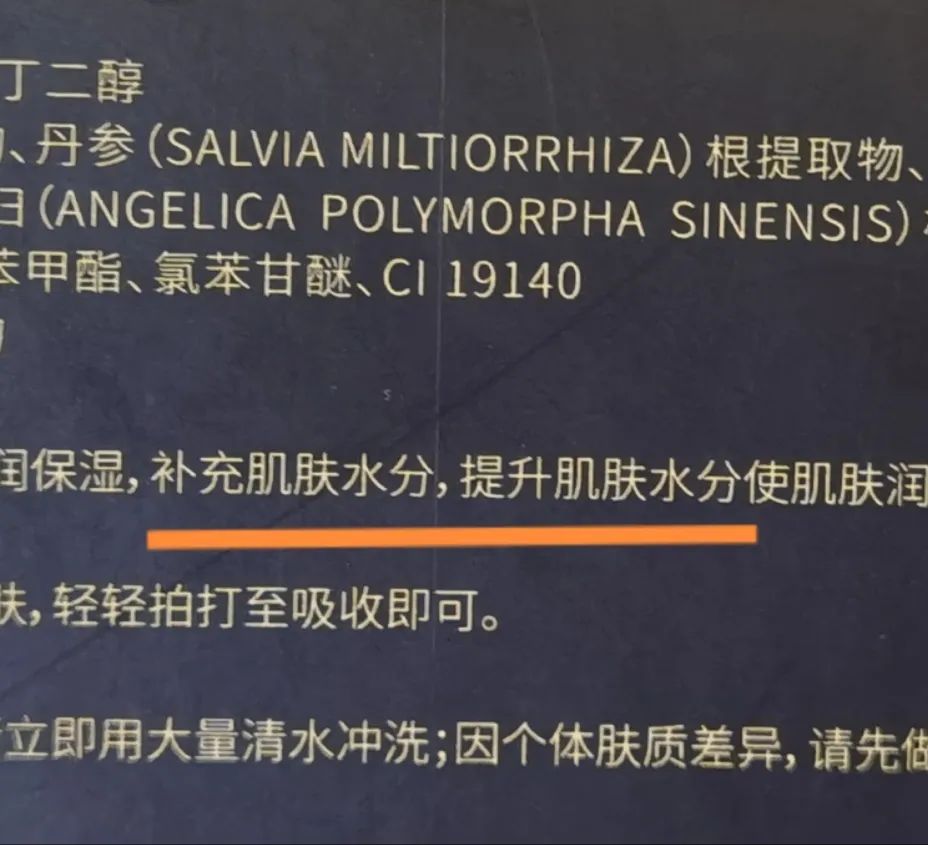 丁二醇
、丹参(SALVIA MILTIORRHIZA)根提取物、
归(ANGELICA POLYMORPHA SINENSIS)
苯甲酯、氯苯甘醚、CI 19140
润保湿,补充肌肤水分,提升肌肤水分使肌肤润
肤,轻轻拍打至吸收即可。
立即用大量清水冲洗;因个体肤质差异,请先做